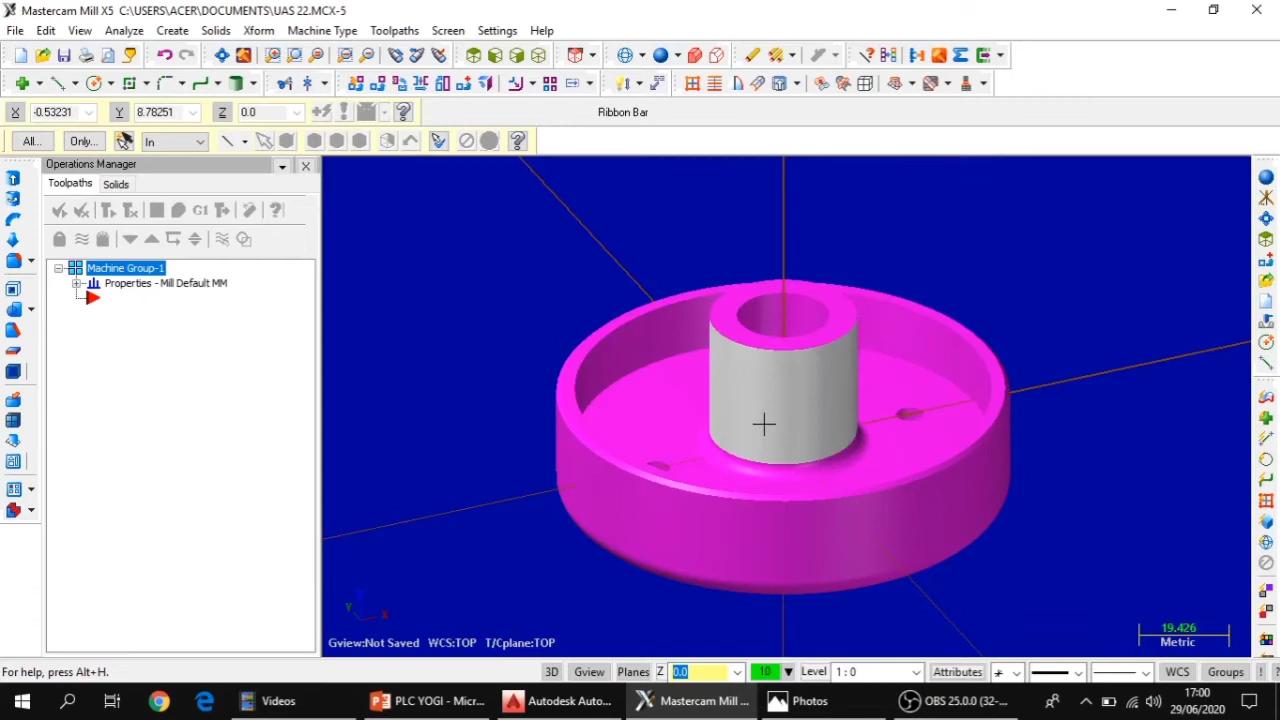 Mastercam Mill X5 C:\USERS\ACER\DOCUMENTS\UAS 22.MCX-5
File Edit View Analyze Create Solids Xform Machine Type Toolpaths Screen Settings Help
X -0.53231 Y 8.78251 Z 0.0 Ribbon Bar
All... Only... In
Operations Manager
Toolpaths Solids
G1
Machine Group-1
Properties - Mill Default MM
Y Z X
Gview:Not Saved WCS:TOP T/Cplane:TOP
19.426
Metric
For help, press Alt+H.
3D Gview Planes Z 0.0 10 Level 1 : 0 Attributes WCS Groups ! ?
Videos PLC YOGI - Micr... Autodesk Auto... Mastercam Mill ... Photos OBS 25.0.0 (32-...
17:00
29/06/2020